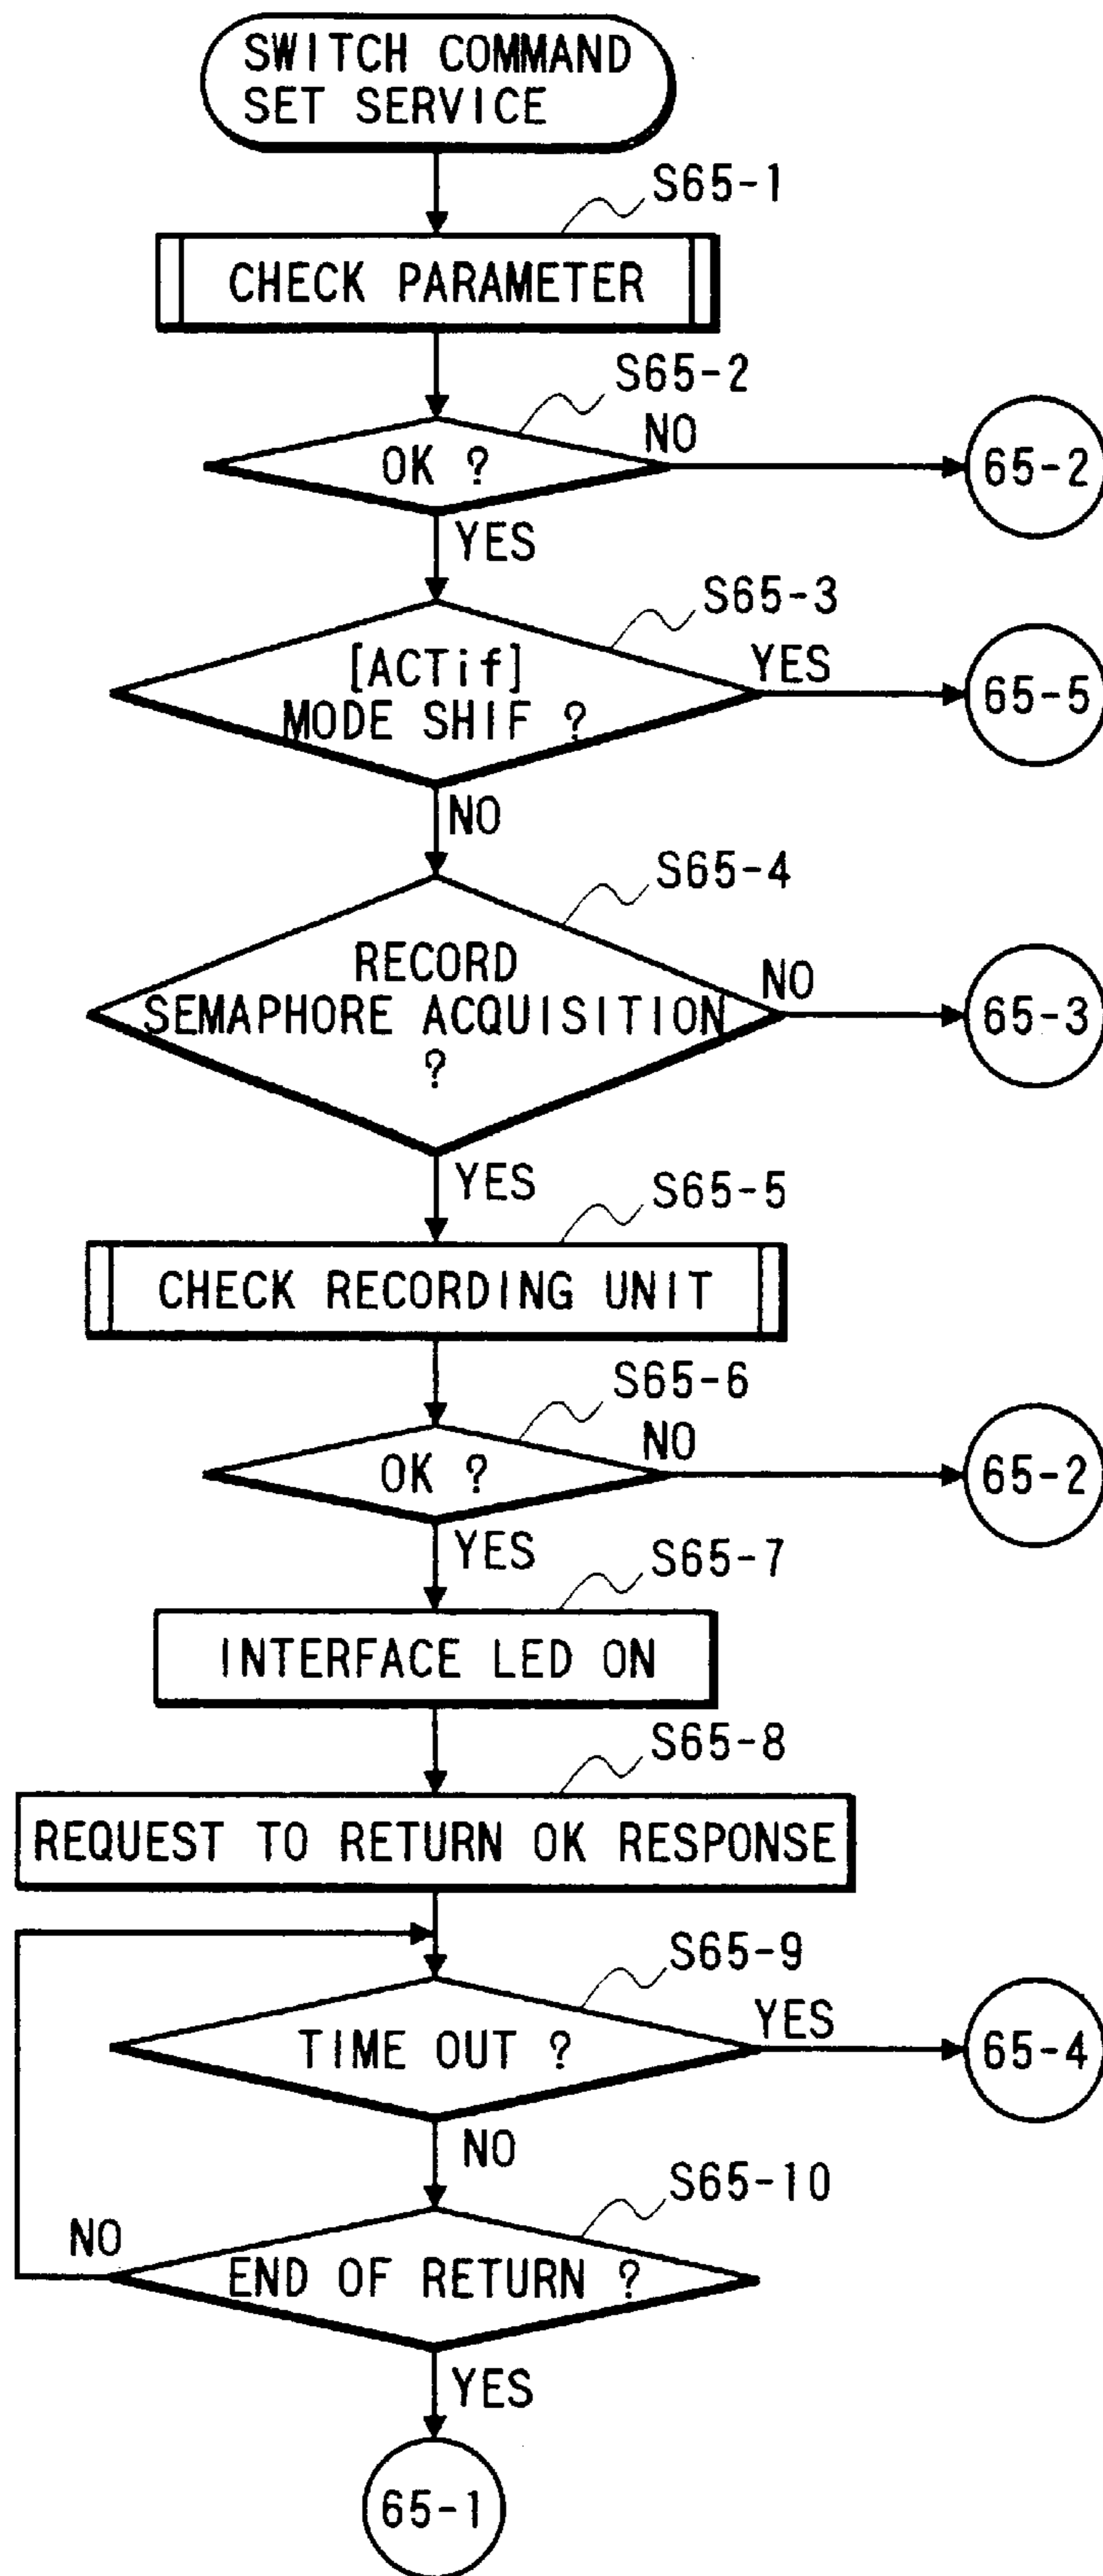 SWITCH COMMAND
SET SERVICE
S65-1
CHECK PARAMETER
S65-2
OK ?
NO
65-2
YES
S65-3
[ACTif]
MODE SHIF ?
YES
65-5
NO
S65-4
RECORD
SEMAPHORE ACQUISITION
?
NO
65-3
YES
S65-5
CHECK RECORDING UNIT
S65-6
OK ?
NO
65-2
YES
S65-7
INTERFACE LED ON
S65-8
REQUEST TO RETURN OK RESPONSE
S65-9
TIME OUT ?
YES
65-4
NO
S65-10
NO
END OF RETURN ?
YES
65-1